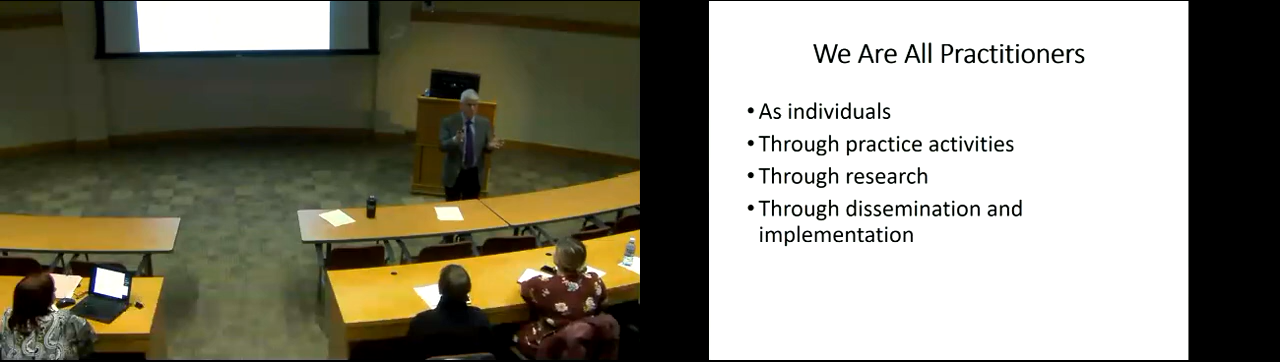 We Are All Practitioners
• As individuals
• Through practice activities
• Through research
• Through dissemination and
implementation